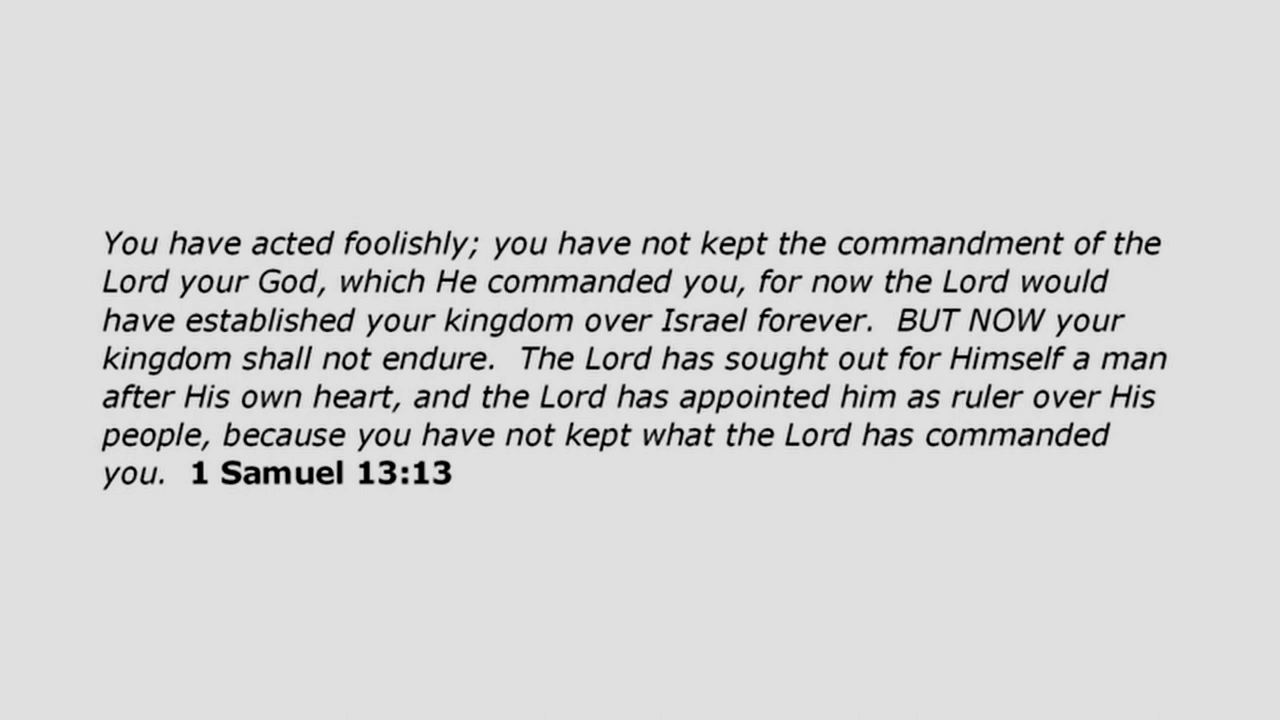 You have acted foolishly; you have not kept the commandment of the
Lord your God, which He commanded you, for now the Lord would
have established your kingdom over Israel forever.  BUT NOW your
kingdom shall not endure.  The Lord has sought out for Himself a man
after His own heart, and the Lord has appointed him as ruler over His
people, because you have not kept what the Lord has commanded
you.  1 Samuel 13:13